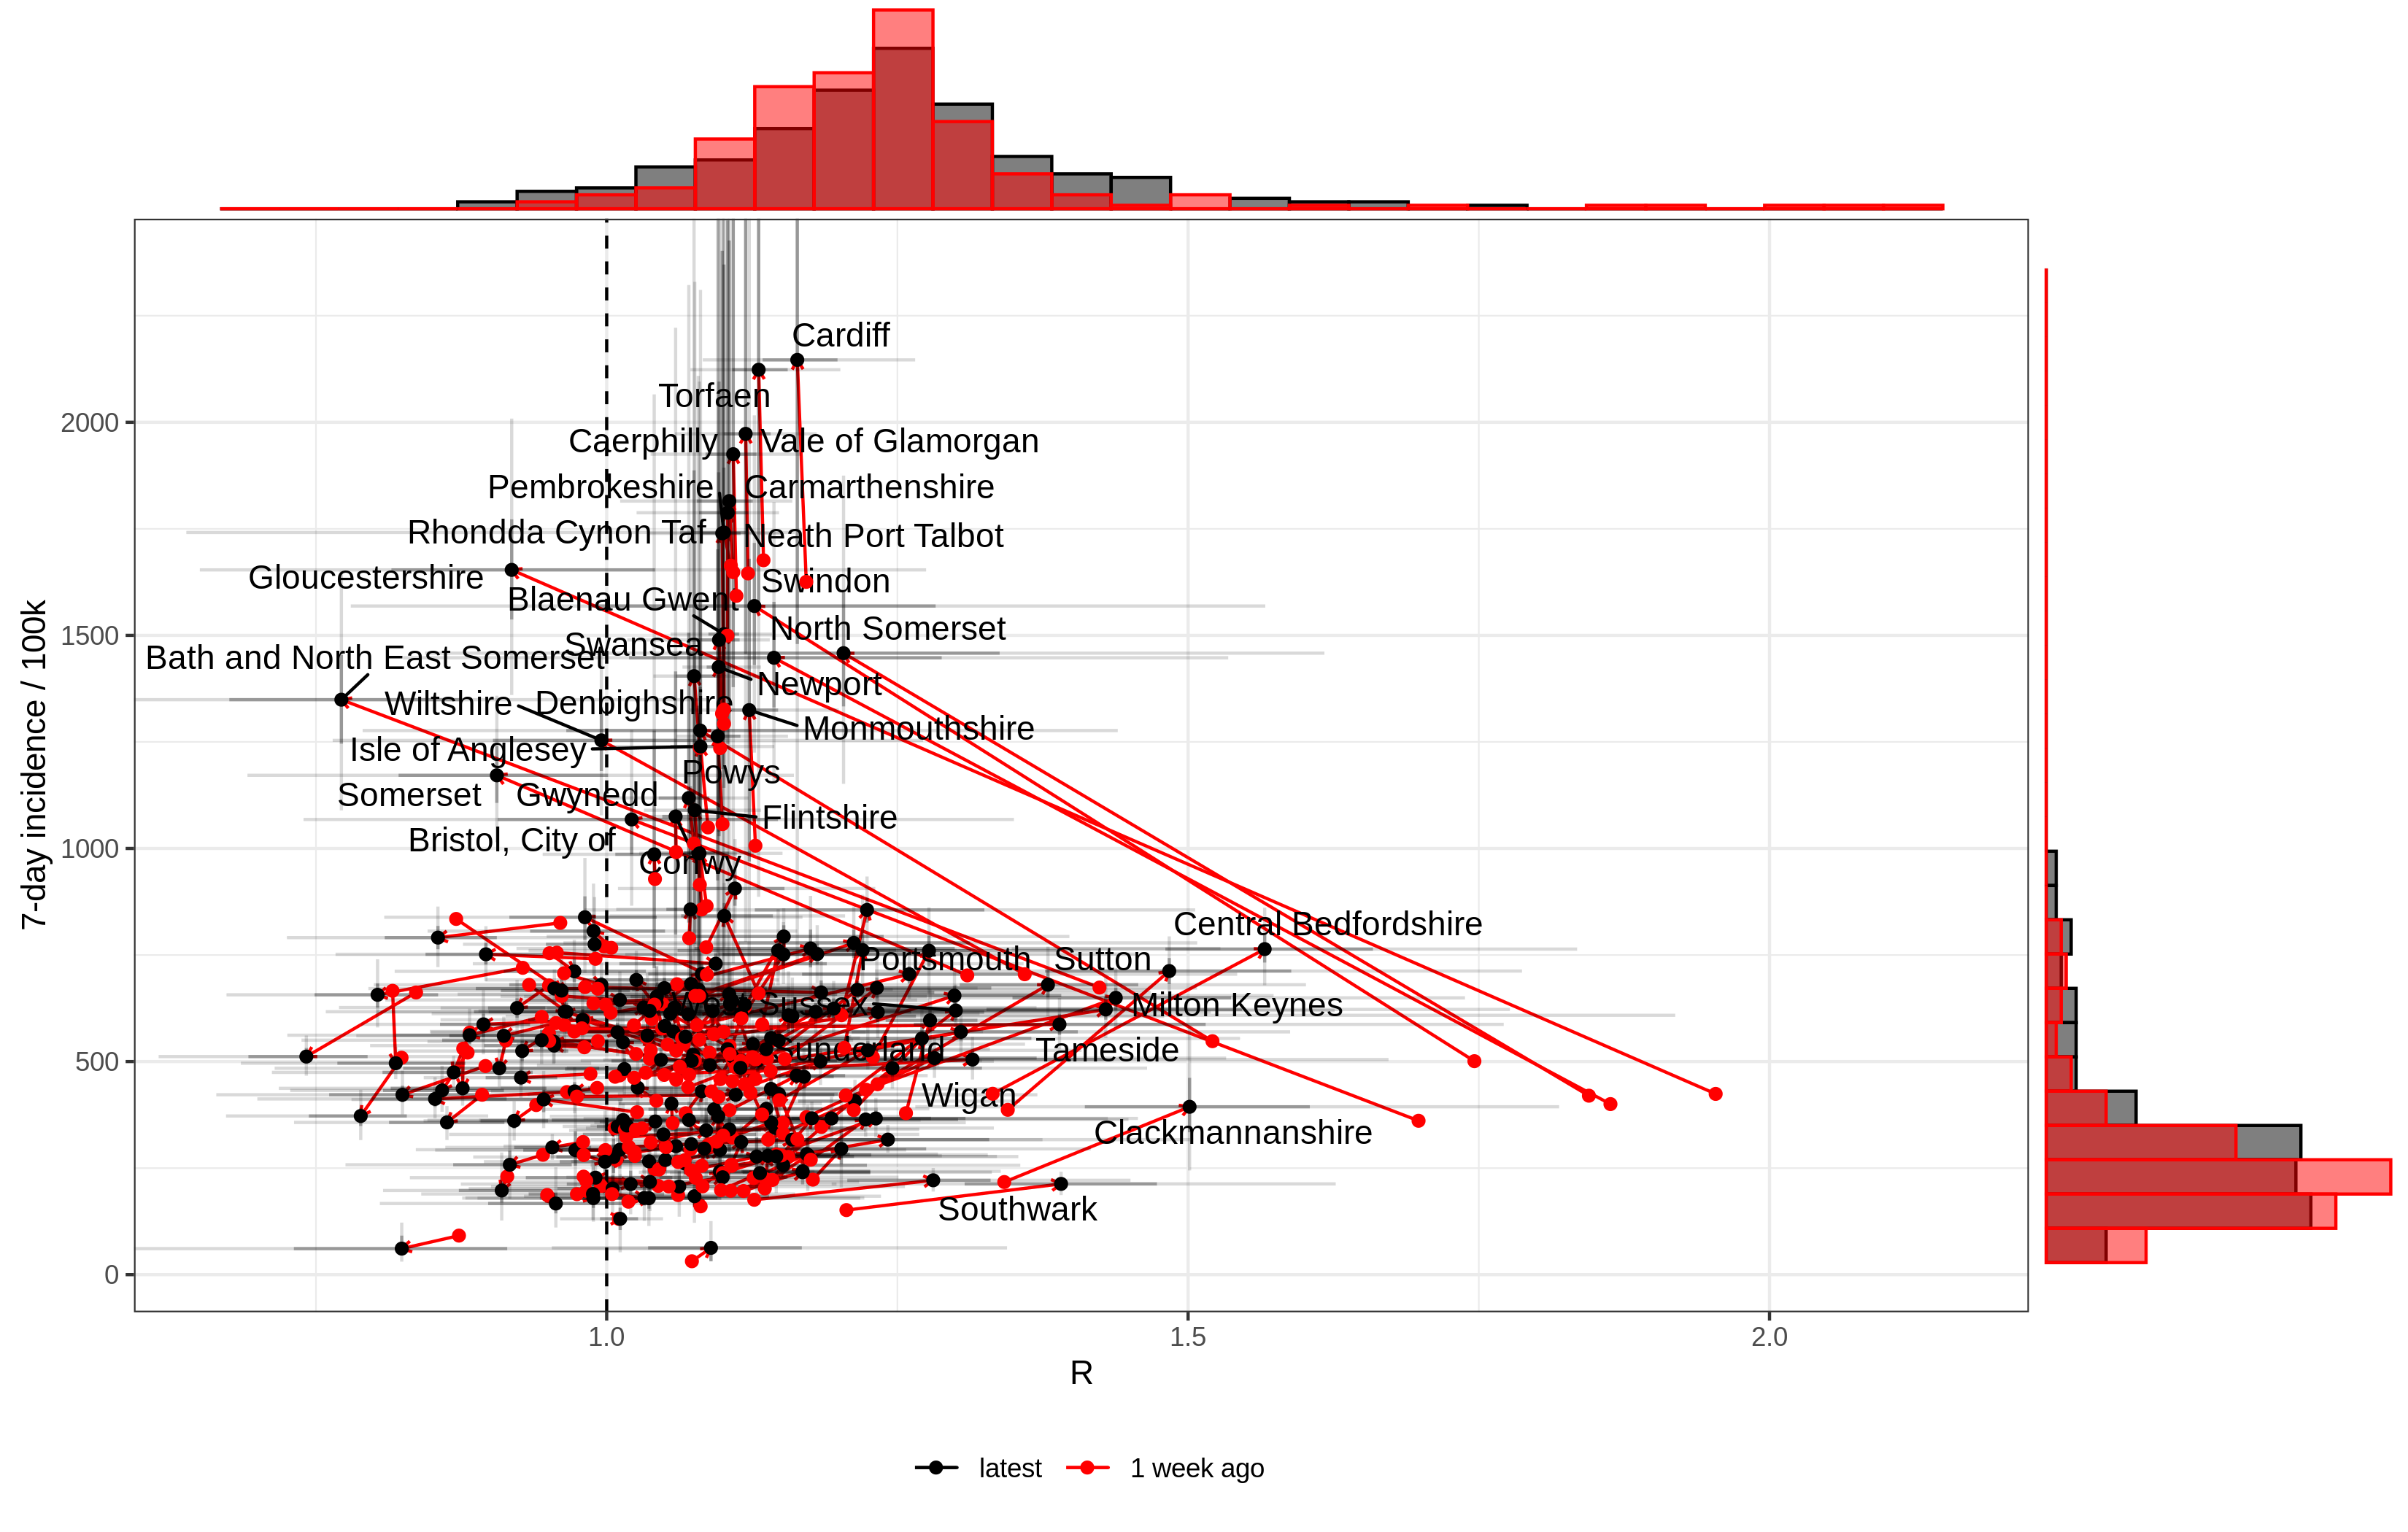 Cardiff
Torfaen
2000
Caerphilly
Vale of Glamorgan
Pembrokeshire
Carmarthenshire
Rhondda Cynon Taf
Neath Port Talbot
Gloucestershire
Swindon
Blaenau Gwent
North Somerset
1500
Swansea
Bath and North East Somerset
Newport
Wiltshire
Denbighshire
Monmouthshire
Isle of Anglesey
Powys
Somerset
Gwynedd
Flintshire
Bristol, City of
1000
Conwy
Central Bedfordshire
Portsmouth
Sutton
Sussex
Milton Keynes
500
Sunderland
Tameside
Wigan
Clackmannanshire
Southwark
0
7-day incidence / 100k
1.0
1.5
2.0
R
latest
1 week ago